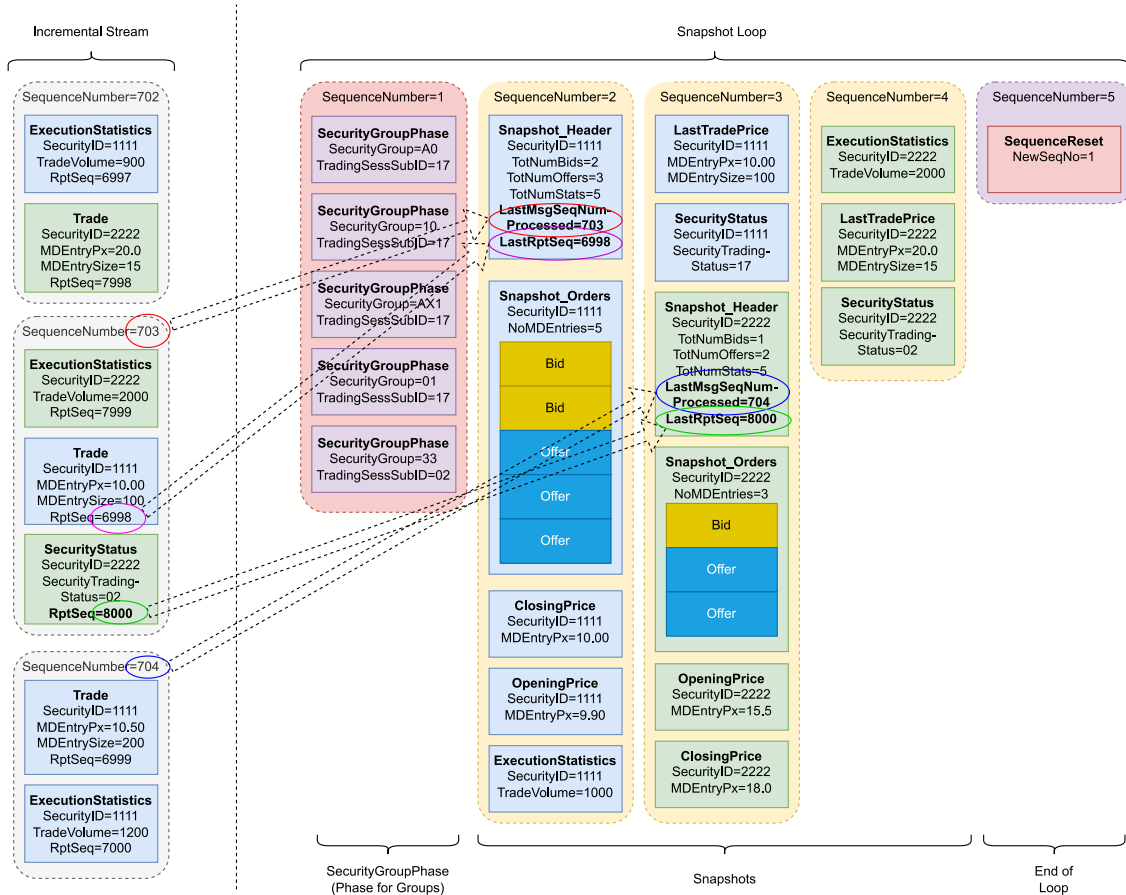 Incremental Stream
SequenceNumber=702
ExecutionStatistics
SecurityID=1111
TradeVolume=900
RptSeq=6997
Trade
SecurityID=2222
MDEntryPx=20.0
MDEntrySize=15
RptSeq=7998
SequenceNumber=703
ExecutionStatistics
SecurityID=2222
TradeVolume=2000
RptSeq=7999
Trade
SecurityID=1111
MDEntryPx=10.00
MDEntrySize=100
RptSeq=6998
SecurityStatus
SecurityID=2222
SecurityTrading-
Status=02
RptSeq=8000
SequenceNumber=704
Trade
SecurityID=1111
MDEntryPx=10.50
MDEntrySize=200
RptSeq=6999
ExecutionStatistics
SecurityID=1111
TradeVolume=1200
RptSeq=7000
Snapshot Loop
SequenceNumber=1
SecurityGroupPhase
SecurityGroup=A0
TradingSessSubID=17
SecurityGroupPhase
SecurityGroup=10
TradingSessSubID=17
SecurityGroupPhase
SecurityGroup=AX1
TradingSessSubID=17
SecurityGroupPhase
SecurityGroup=01
TradingSessSubID=17
SecurityGroupPhase
SecurityGroup=33
TradingSessSubID=02
SequenceNumber=2
Snapshot_Header
SecurityID=1111
TotNumBids=2
TotNumOffers=3
TotNumStats=5
LastMsgSeqNum-
Processed=703
LastRptSeq=6998
Snapshot_Orders
SecurityID=1111
NoMDEntries=5
Bid
Bid
Offer
Offer
Offer
ClosingPrice
SecurityID=1111
MDEntryPx=10.00
OpeningPrice
SecurityID=1111
MDEntryPx=9.90
ExecutionStatistics
SecurityID=1111
TradeVolume=1000
SequenceNumber=3
LastTradePrice
SecurityID=1111
MDEntryPx=10.00
MDEntrySize=100
SecurityStatus
SecurityID=1111
SecurityTrading-
Status=17
Snapshot_Header
SecurityID=2222
TotNumBids=1
TotNumOffers=2
TotNumStats=5
LastMsgSeqNum-
Processed=704
LastRptSeq=8000
Snapshot_Orders
SecurityID=2222
NoMDEntries=3
Bid
Offer
Offer
OpeningPrice
SecurityID=2222
MDEntryPx=15.5
ClosingPrice
SecurityID=2222
MDEntryPx=18.0
SequenceNumber=4
ExecutionStatistics
SecurityID=2222
TradeVolume=2000
LastTradePrice
SecurityID=2222
MDEntryPx=20.0
MDEntrySize=15
SecurityStatus
SecurityID=2222
SecurityTrading-
Status=02
SequenceNumber=5
SequenceReset
NewSeqNo=1
SecurityGroupPhase
(Phase for Groups)
Snapshots
End of
Loop